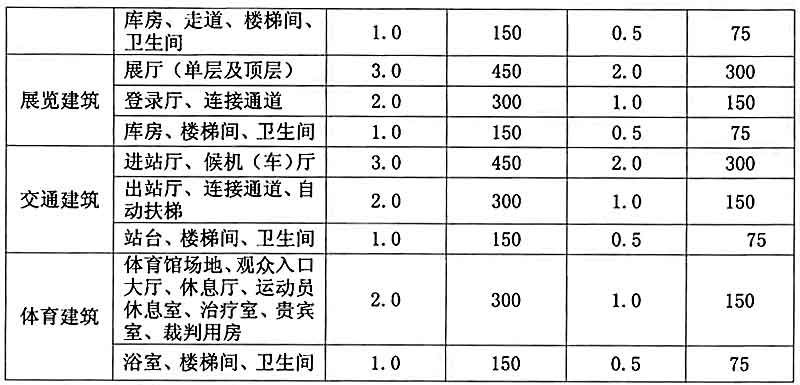 库房、走道、楼梯间、
卫生间 1.0 150 0.5 75
展览建筑
展厅（单层及顶层） 3.0 450 2.0 300
登录厅、连接通道 2.0 300 1.0 150
库房、楼梯间、卫生间 1.0 150 0.5 75
交通建筑
进站厅、候机（车）厅 3.0 450 2.0 300
出站厅、连接通道、自
动扶梯 2.0 300 1.0 150
站台、楼梯间、卫生间 1.0 150 0.5 75
体育建筑
体育馆场地、观众入口
大厅、休息厅、运动员
休息室、治疗室、贵宾
室、裁判用房 2.0 300 1.0 150
浴室、楼梯间、卫生间 1.0 150 0.5 75